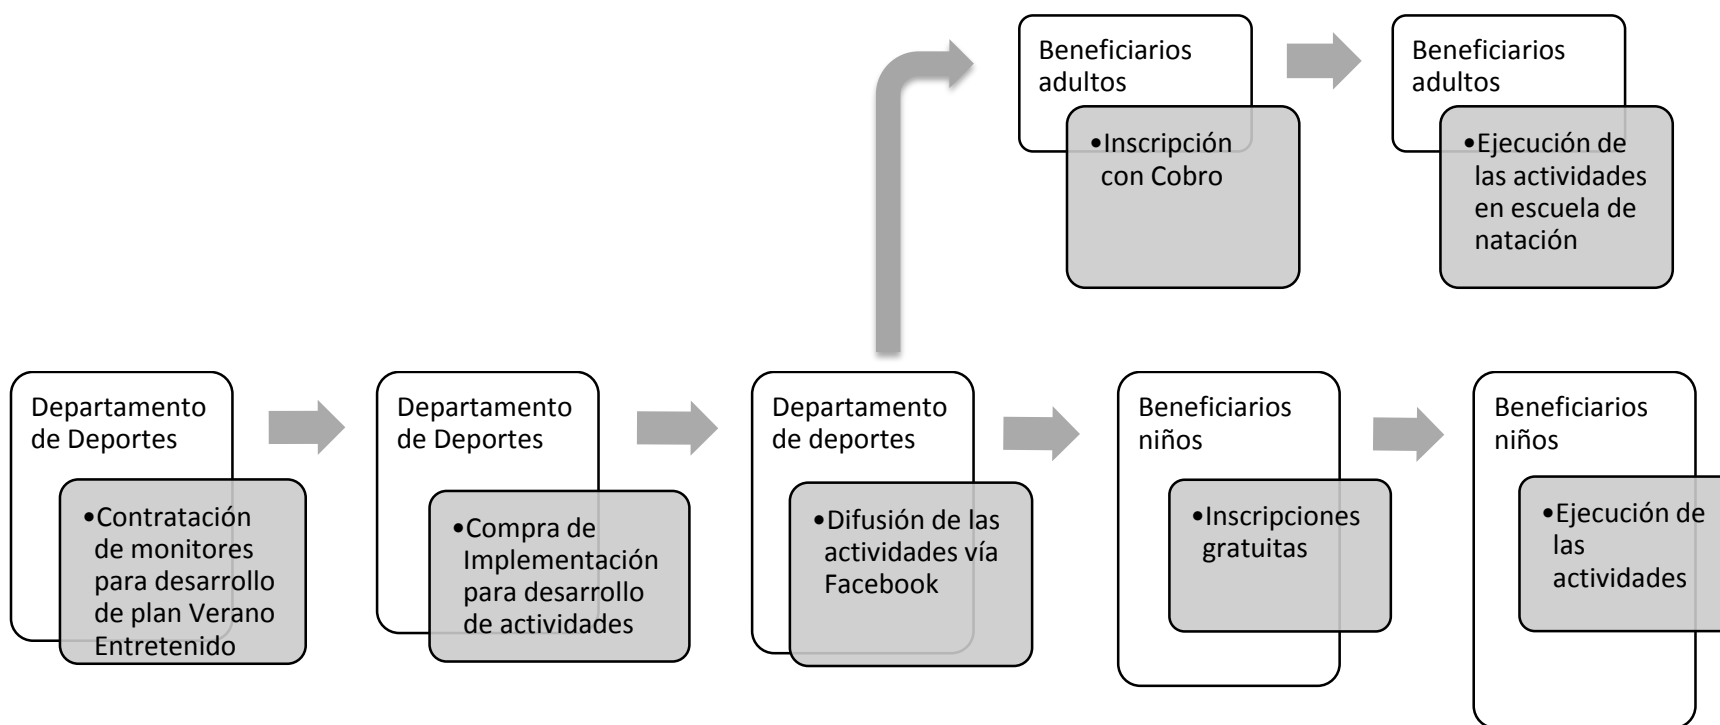 Beneficiarios
adultos
•Inscripción
con Cobro
Beneficiarios
adultos
•Ejecución de
las actividades
en escuela de
natación
Departamento
de Deportes
•Contratación
de monitores
para desarrollo
de plan Verano
Entretenido
Departamento
de Deportes
•Compra de
Implementación
para desarrollo
de actividades
Departamento
de deportes
•Difusión de las
actividades vía
Facebook
Beneficiarios
niños
•Inscripciones
gratuitas
Beneficiarios
niños
•Ejecución de
las
actividades